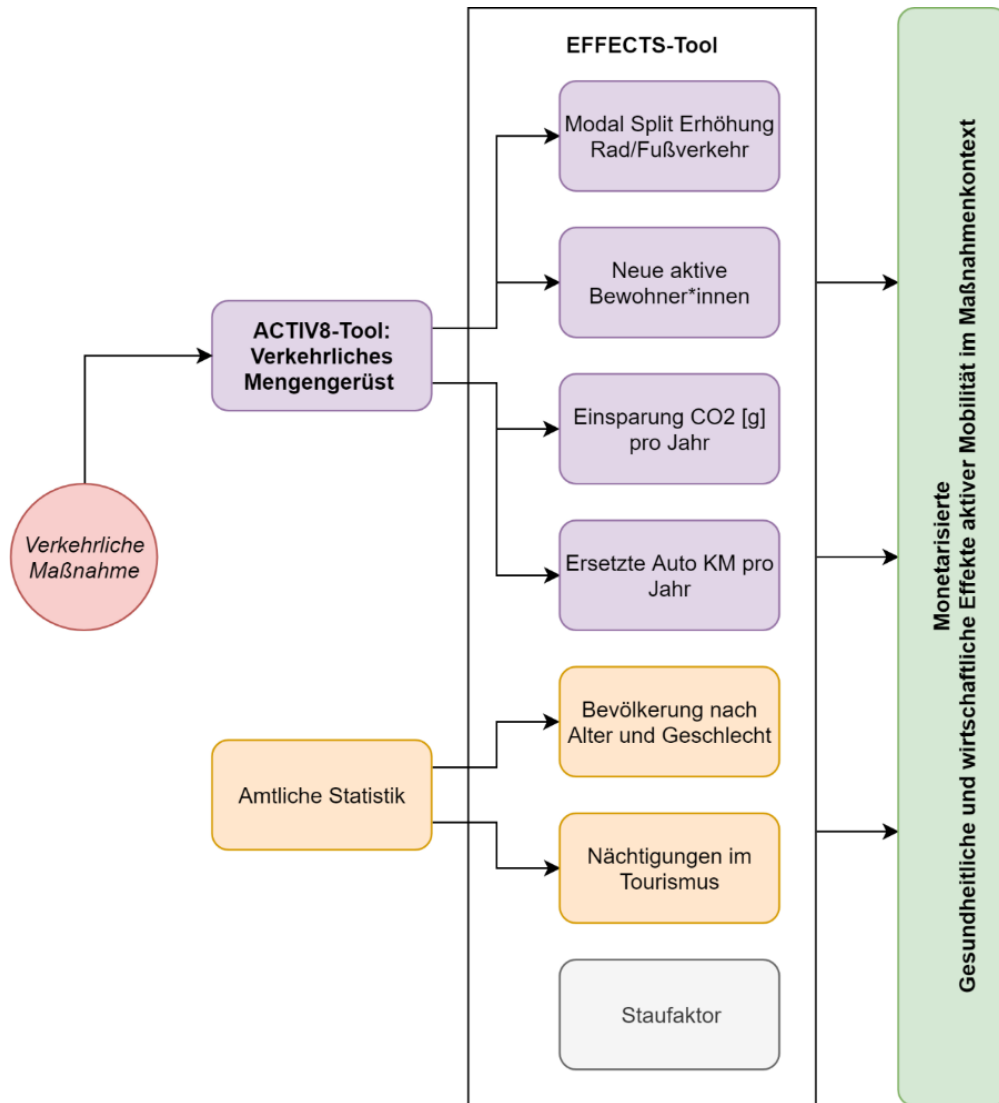 EFFECTS-Tool
Modal Split Erhöhung
Rad/Fußverkehr
Neue aktive
Bewohner*innen
ACTIV8-Tool:
Verkehrliches
Mengengerüst
Einsparung CO2 [g]
pro Jahr
Verkehrliche
Maßnahme
Ersetzte Auto KM pro
Jahr
Bevölkerung nach
Alter und Geschlecht
Amtliche Statistik
Nächtigungen im
Tourismus
Staufaktor
Monetarisierte
Gesundheitliche und wirtschaftliche Effekte aktiver Mobilität im Maßnahmenkontext